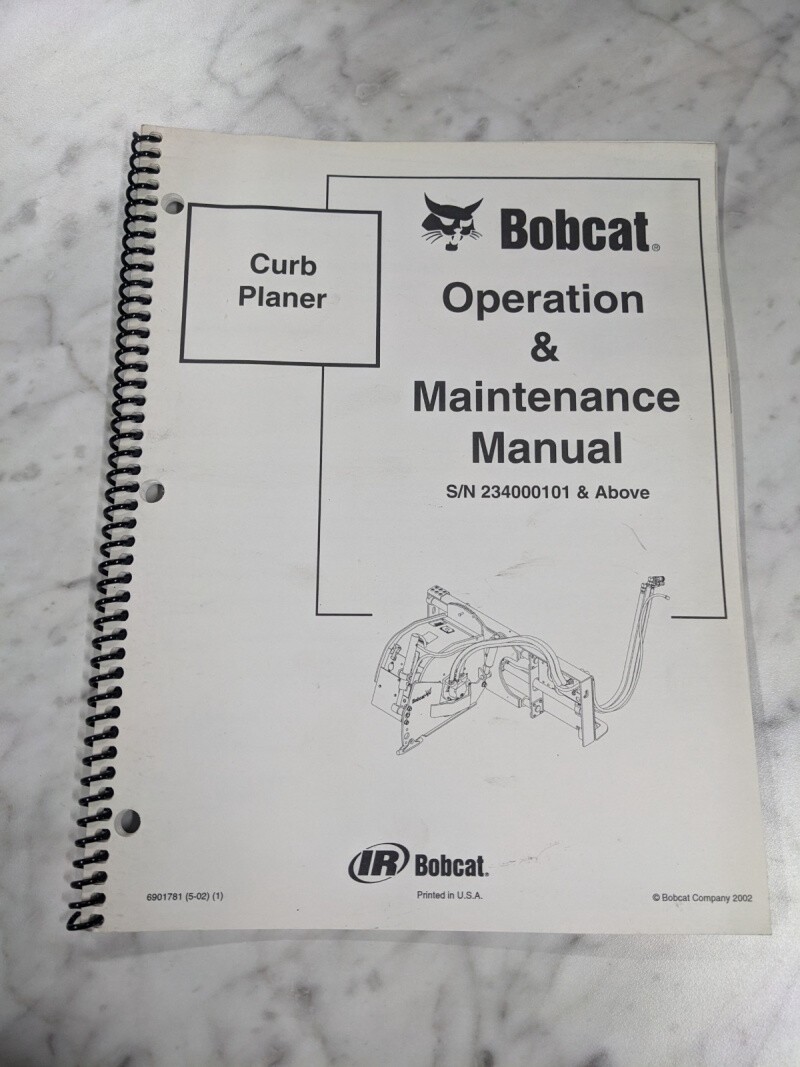 Curb
Planer
Bobcat®
Operation
&
Maintenance
Manual
S/N 234000101 & Above
Bobcat
IR Bobcat®
6901781 (5-02) (1)
Printed in U.S.A.
© Bobcat Company 2002